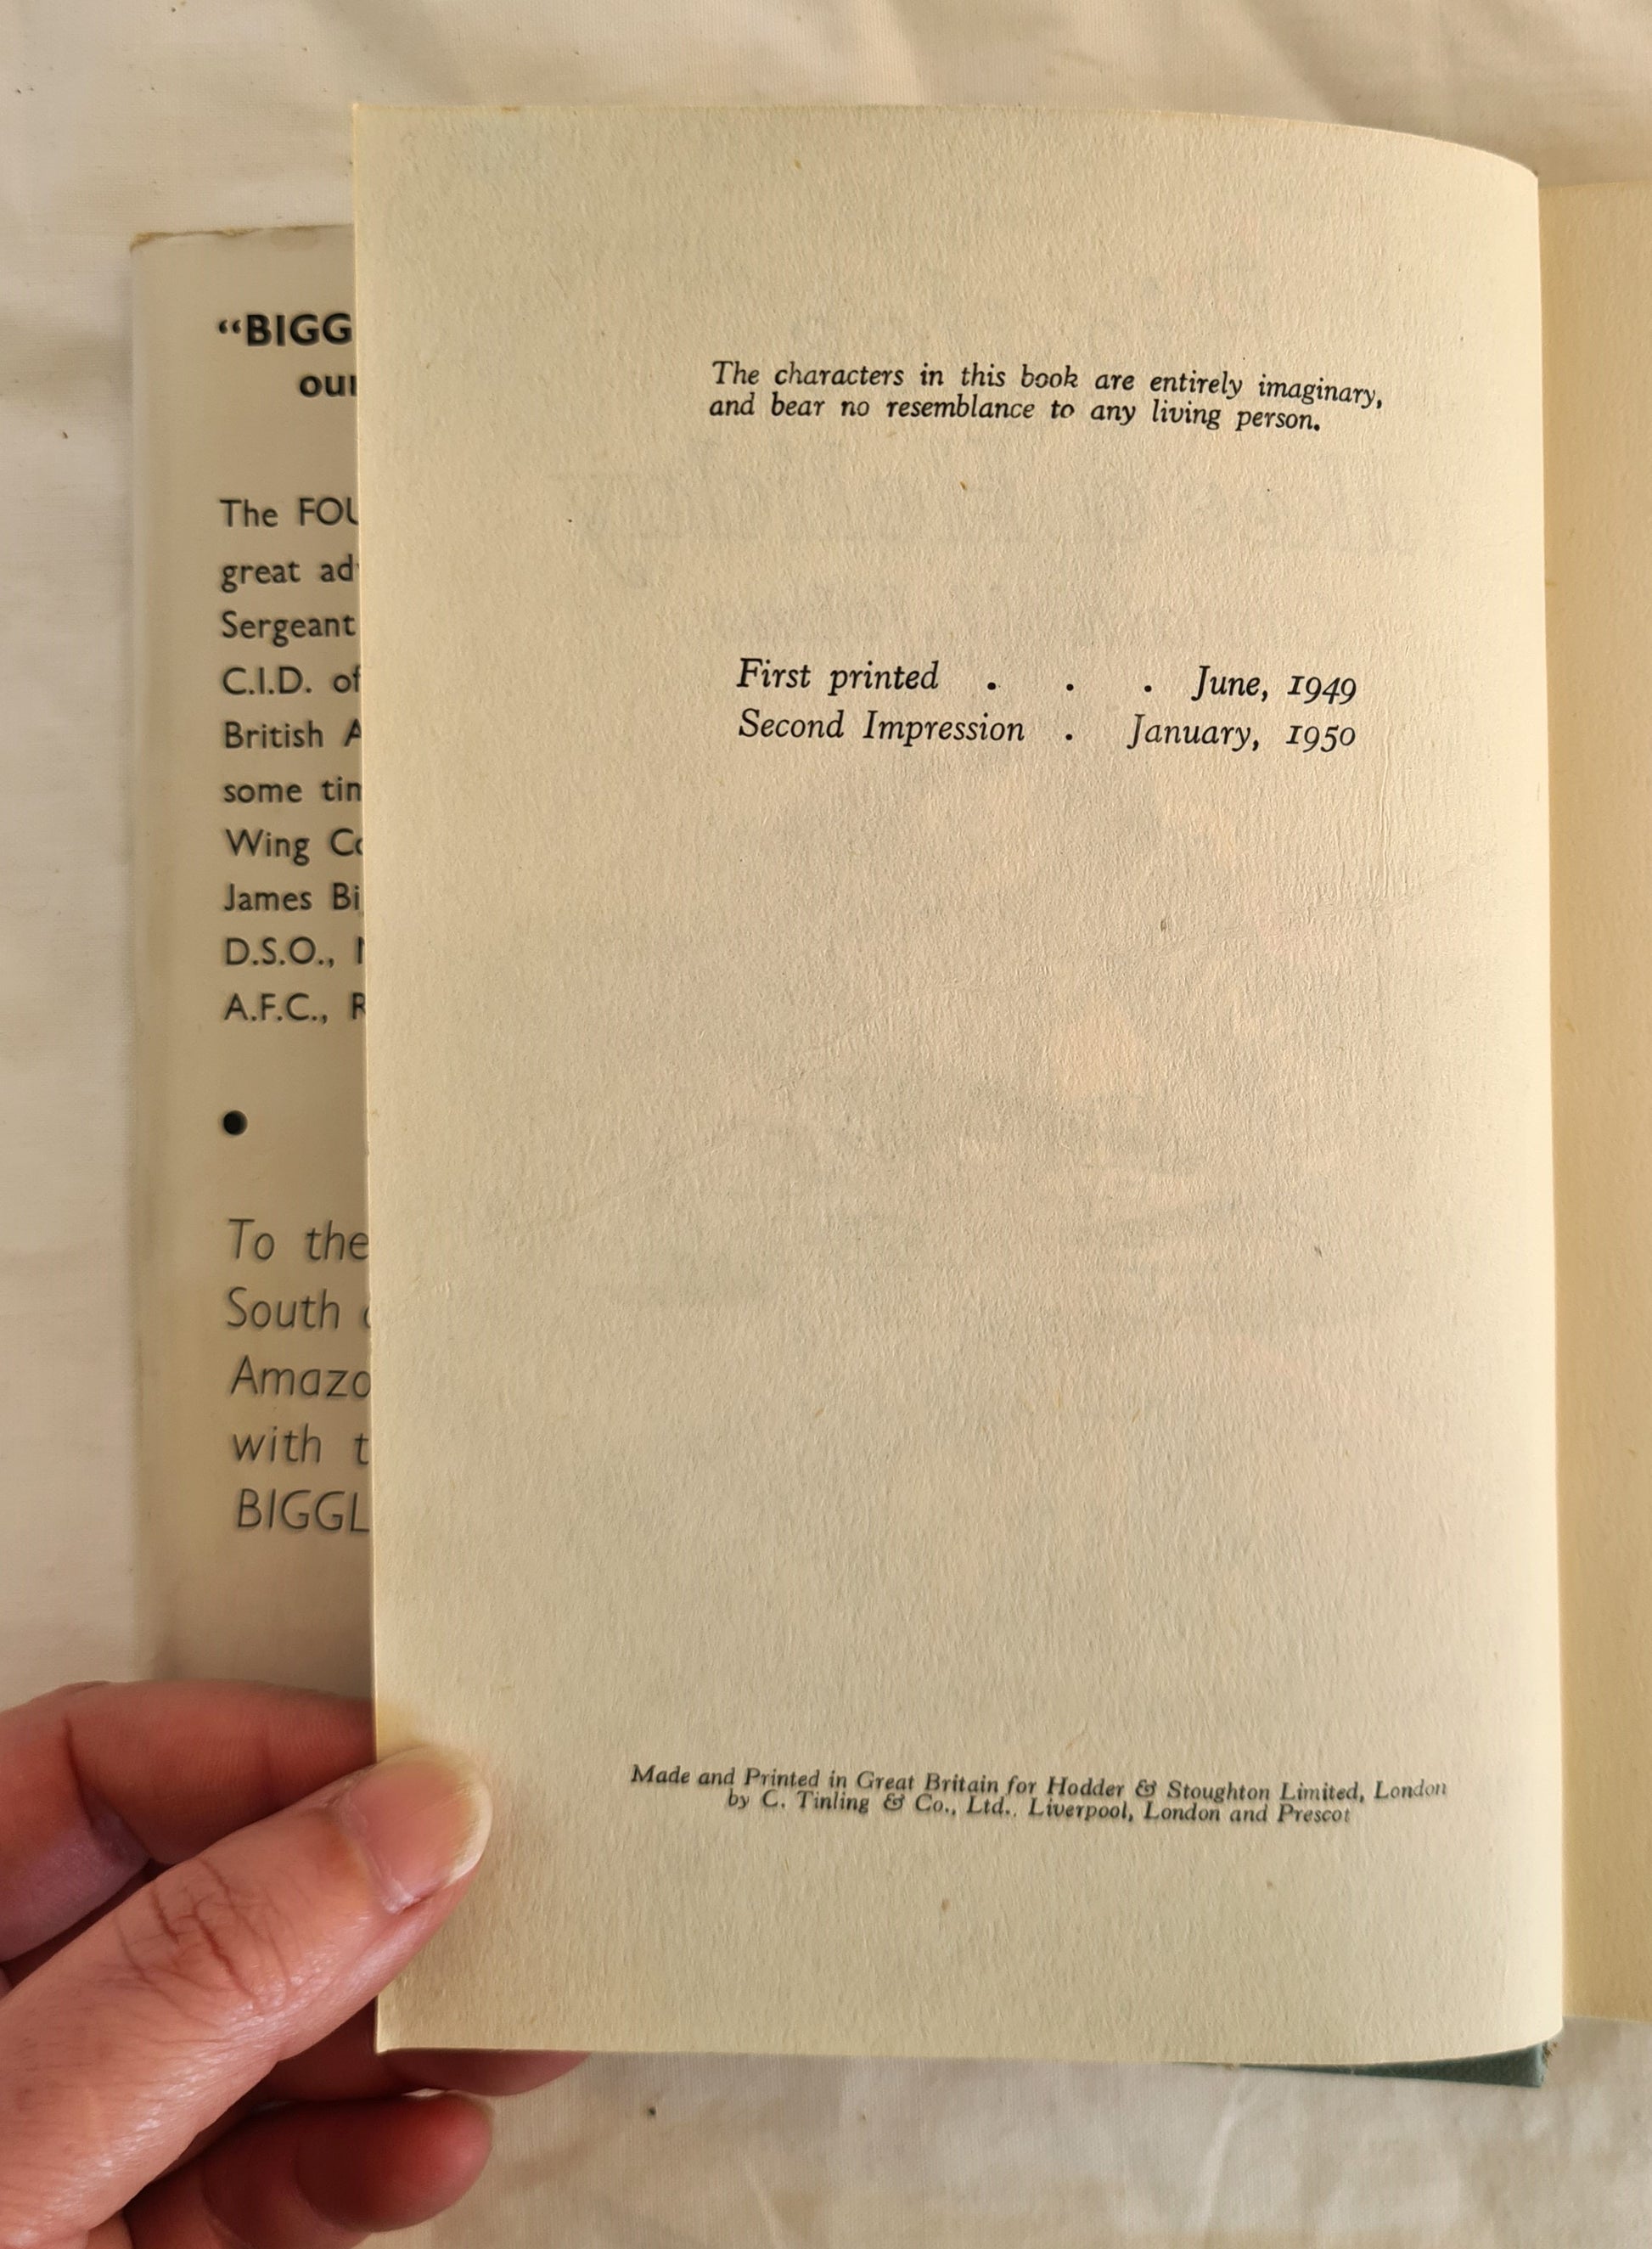 "BIGG
our
The FOU
great ad
Sergeant
C.I.D. of
British A
some tim
Wing Co
James Bi
D.S.O.,
A.F.C., R
To the
South
Amazo
with t
BIGGL
The characters in this book are entirely imaginary,
and bear no resemblance to any living person.
First printed . . . June, 1949
Second Impression . January, 1950
Made and Printed in Great Britain for Hodder & Stoughton Limited, London
by C. Tinling & Co., Ltd., Liverpool, London and Prescot